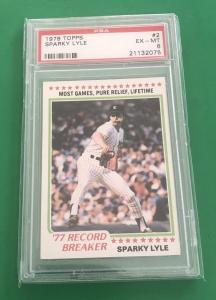 PSA
1978 TOPPS #2
SPARKY LYLE EX-MT
6
21132075
MOST GAMES, PURE RELIEF, LIFETIME
'77 RECORD
BREAKER SPARKY LYLE